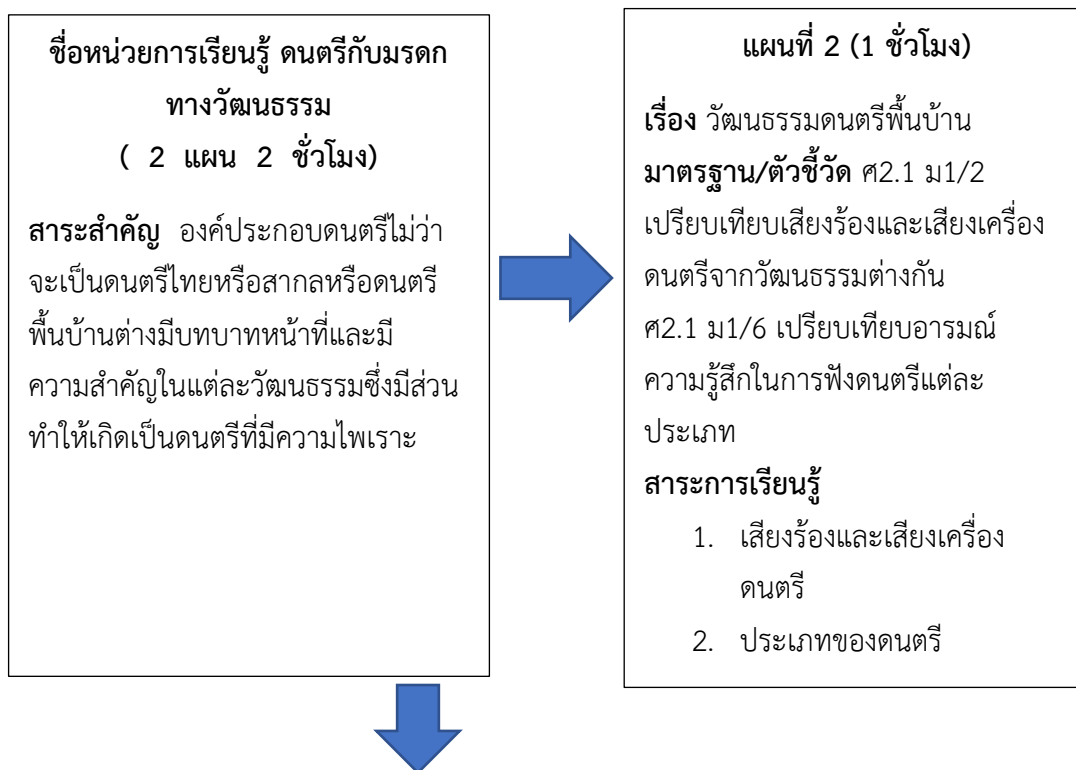 ชื่อหน่วยการเรียนรู้ ดนตรีกับมรดก
ทางวัฒนธรรม
( 2 แผน 2 ชั่วโมง)
สาระสำคัญ องค์ประกอบดนตรีไม่ว่า
จะเป็นดนตรีไทยหรือสากลหรือดนตรี
พื้นบ้านต่างมีบทบาทหน้าที่และมี
ความสำคัญในแต่ละวัฒนธรรมซึ่งมีส่วน
ทำให้เกิดเป็นดนตรีที่มีความไพเราะ
แผนที่ 2 (1 ชั่วโมง)
เรื่อง วัฒนธรรมดนตรีพื้นบ้าน
มาตรฐาน/ตัวชี้วัด ศ2.1 ม1/2
เปรียบเทียบเสียงร้องและเสียงเครื่อง
ดนตรีจากวัฒนธรรมต่างกัน
ศ2.1 ม1/6 เปรียบเทียบอารมณ์
ความรู้สึกในการฟังดนตรีแต่ละ
ประเภท
สาระการเรียนรู้
1. เสียงร้องและเสียงเครื่อง
ดนตรี
2. ประเภทของดนตรี